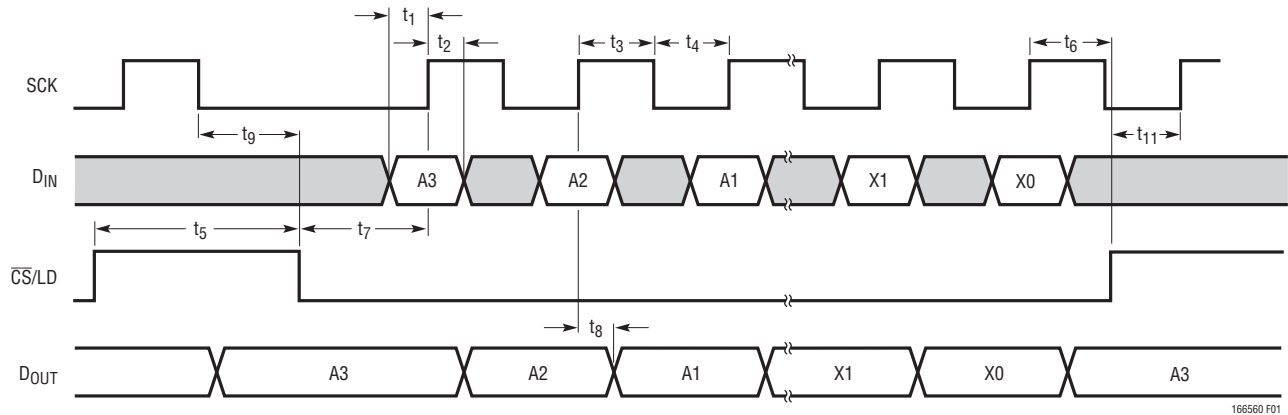 t1
t2 t3 t4 t6
SCK
t9 t11
DIN A3 A2 A1 X1 X0
t5 t7
CS/LD
t8
DOUT A3 A2 A1 X1 X0 A3
166560 F01